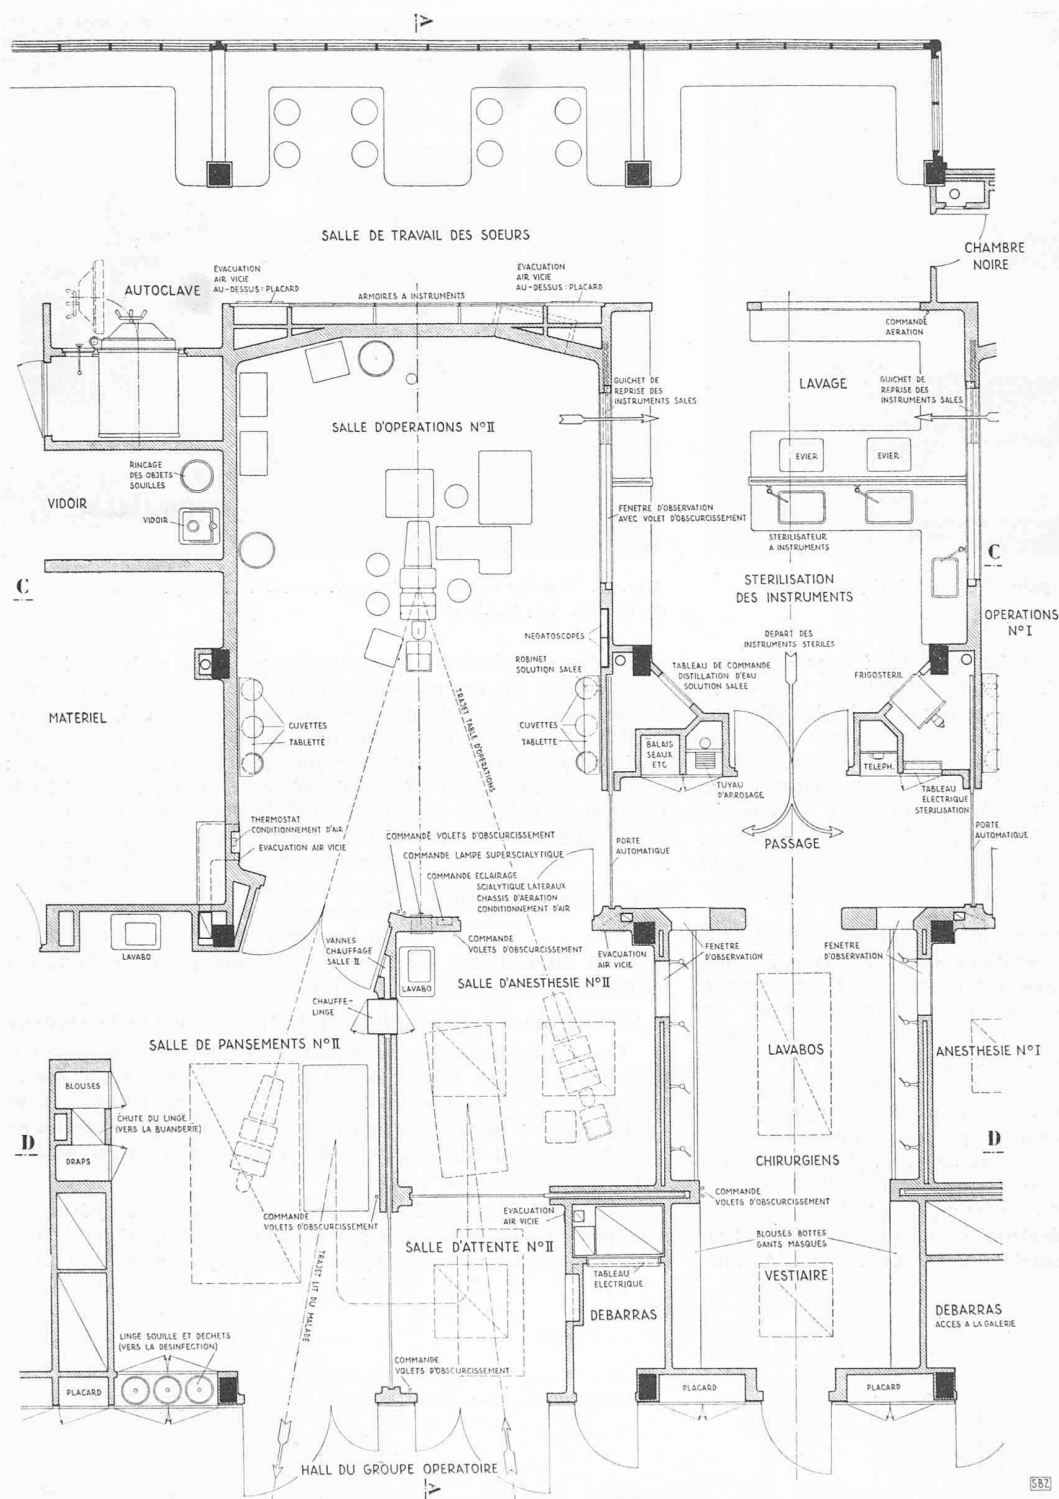 A
SALLE DE TRAVAIL DES SOEURS
CHAMBRE
NOIRE
EVACUATION
AIR VICIE
AU-DESSUS: PLACARD
EVACUATION
AIR VICIE
AU-DESSUS: PLACARD
AUTOCLAVE
ARMOIRES A INSTRUMENTS
COMMANDE
AERATION
GUICHET DE
REPRISE DES
INSTRUMENTS SALES
LAVAGE
GUICHET DE
REPRISE DES
INSTRUMENTS SALES
SALLE D'OPERATIONS N°II
EVIER
EVIER
RINCAGE
DES OBJETS
SOUILLES
VIDOIR
VIDOIR
FENETRE D'OBSERVATION
AVEC VOLET D'OBSCURCISSEMENT
STERILISATEUR
A INSTRUMENTS
C
C
STERILISATION
DES INSTRUMENTS
OPERATIONS
N°I
NEGATOSCOPES
DEPART DES
INSTRUMENTS STERILES
ROBINET
SOLUTION SALEE
TABLEAU DE COMMANDE
DISTILLATION D'EAU
SOLUTION SALEE
FRIGOSTERIL
MATERIEL
CUVETTES
TABLETTE
TRAJET TABLE D'OPERATIONS
CUVETTES
TABLETTE
BALAIS
SEAUX
ETC
TELEPH.
TUYAU
D'ARROSAGE
TABLEAU
ELECTRIQUE
STERILISATION
THERMOSTAT
CONDITIONNEMENT D'AIR
EVACUATION AIR VICIE
COMMANDE VOLETS D'OBSCURCISSEMENT
COMMANDE LAMPE SUPERSCIALYTIQUE
COMMANDE ECLAIRAGE
SCIALYTIQUE LATERAUX
CHASSIS D'AERATION
CONDITIONNEMENT D'AIR
PORTE
AUTOMATIQUE
PASSAGE
PORTE
AUTOMATIQUE
LAVABO
VANNES
CHAUFFAGE
SALLE II
COMMANDE
VOLETS D'OBSCURCISSEMENT
EVACUATION
AIR VICIE
FENETRE
D'OBSERVATION
FENETRE
D'OBSERVATION
LAVABO
SALLE D'ANESTHESIE N°II
CHAUFFE-
LINGE
SALLE DE PANSEMENTS N°II
LAVABOS
ANESTHESIE N°I
BLOUSES
CHUTE DU LINGE
(VERS LA BUANDERIE)
D
D
DRAPS
CHIRURGIENS
COMMANDE
VOLETS D'OBSCURCISSEMENT
COMMANDE
VOLETS D'OBSCURCISSEMENT
EVACUATION
AIR VICIE
SALLE D'ATTENTE N°II
BLOUSES BOTTES
GANTS MASQUES
TRAJET LIT DU MALADE
TABLEAU
ELECTRIQUE
VESTIAIRE
DEBARRAS
DEBARRAS
ACCES A LA GALERIE
LINGE SOUILLE ET DECHETS
(VERS LA DESINFECTION)
COMMANDE
VOLETS D'OBSCURCISSEMENT
PLACARD
PLACARD
PLACARD
HALL DU GROUPE OPERATOIRE
A
SBZ